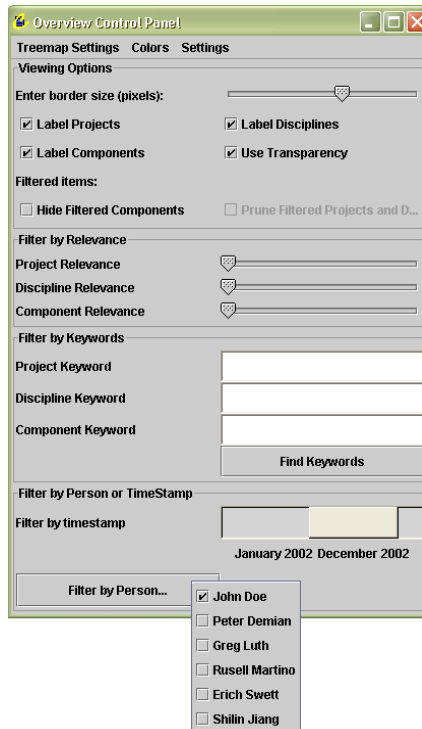 Overview Control Panel
Treemap Settings Colors Settings
Viewing Options
Enter border size (pixels):
Label Projects Label Disciplines
Label Components Use Transparency
Filtered items:
Hide Filtered Components Prune Filtered Projects and D...
Filter by Relevance
Project Relevance
Discipline Relevance
Component Relevance
Filter by Keywords
Project Keyword
Discipline Keyword
Component Keyword
Find Keywords
Filter by Person or TimeStamp
Filter by timestamp
January 2002 December 2002
Filter by Person...
John Doe
Peter Demian
Greg Luth
Rusell Martino
Erich Swett
Shilin Jiang